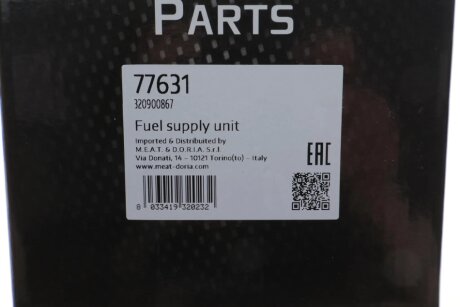 PARTS
77631
320900867
Fuel supply unit
Imported & Distributed by
M.E.A.T. & D.O.R.I.A. S.r.l.
Via Donati, 14 - 10121 Torino(to) - Italy
www.meat-doria.com
EAC
8 033419 320232